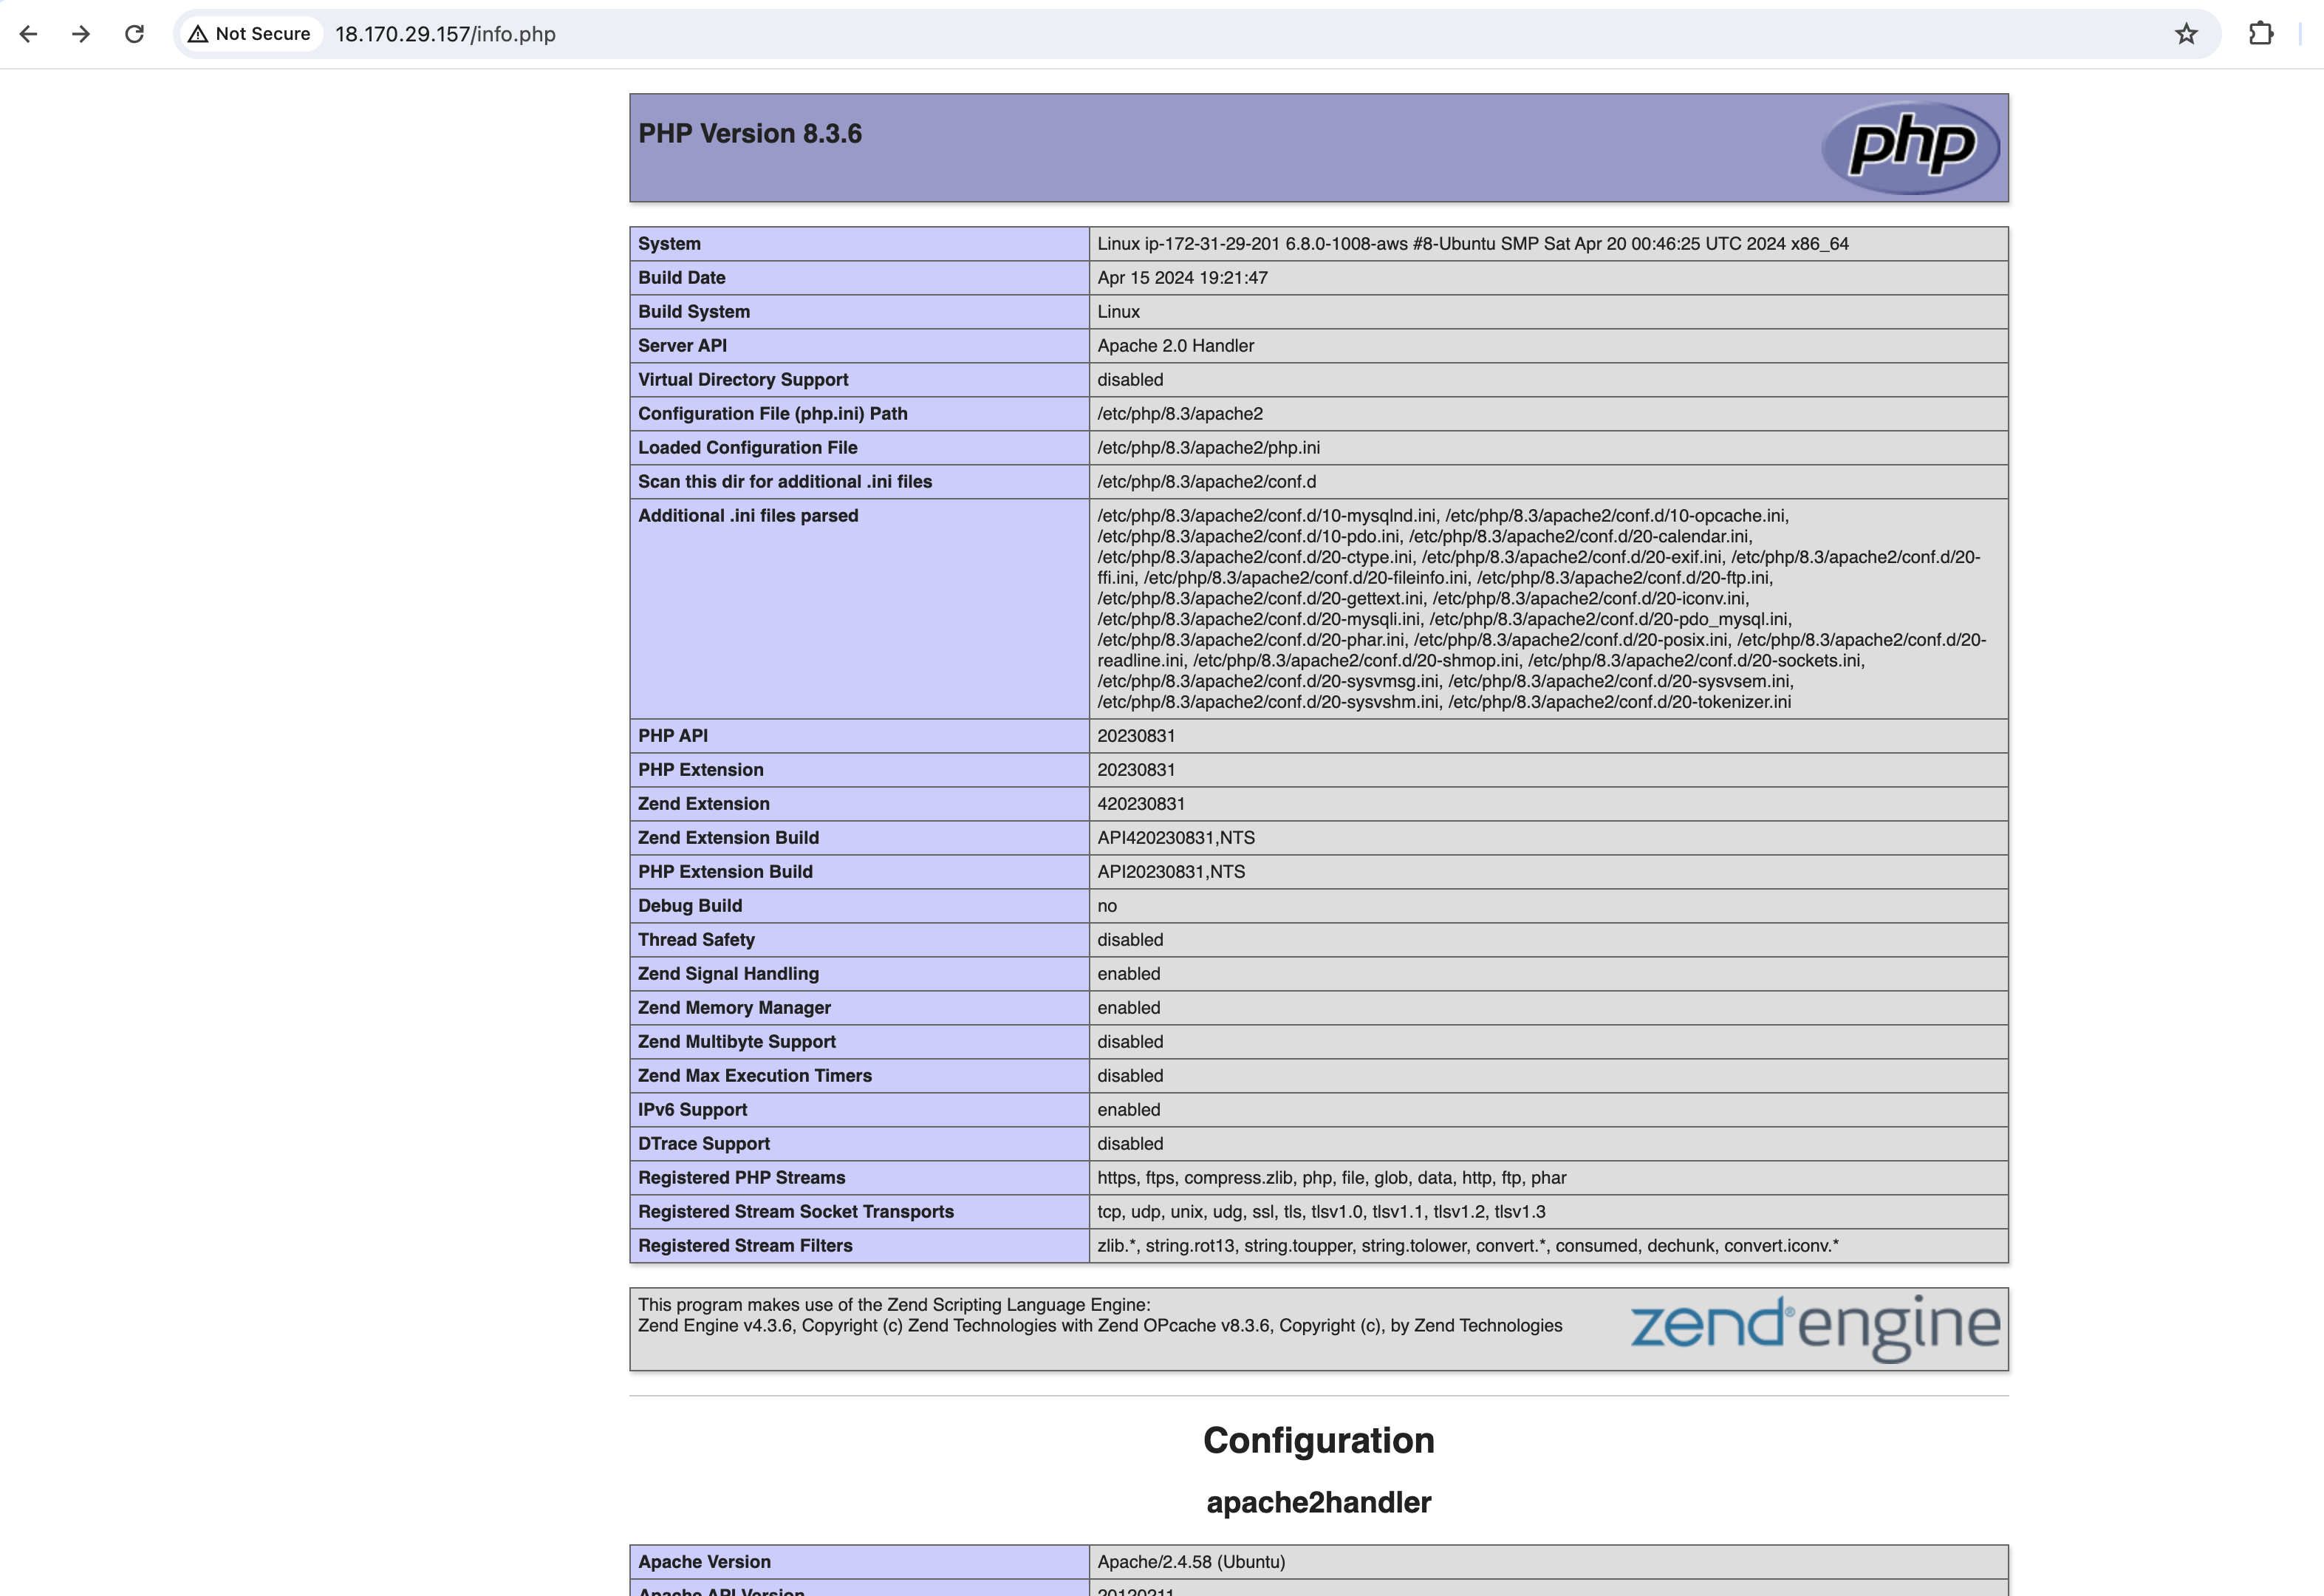 Not Secure 18.170.29.157/info.php
PHP Version 8.3.6
php
System Linux ip-172-31-29-201 6.8.0-1008-aws #8-Ubuntu SMP Sat Apr 20 00:46:25 UTC 2024 x86_64
Build Date Apr 15 2024 19:21:47
Build System Linux
Server API Apache 2.0 Handler
Virtual Directory Support disabled
Configuration File (php.ini) Path /etc/php/8.3/apache2
Loaded Configuration File /etc/php/8.3/apache2/php.ini
Scan this dir for additional .ini files /etc/php/8.3/apache2/conf.d
Additional .ini files parsed /etc/php/8.3/apache2/conf.d/10-mysqlnd.ini, /etc/php/8.3/apache2/conf.d/10-opcache.ini,
/etc/php/8.3/apache2/conf.d/10-pdo.ini, /etc/php/8.3/apache2/conf.d/20-calendar.ini,
/etc/php/8.3/apache2/conf.d/20-ctype.ini, /etc/php/8.3/apache2/conf.d/20-exif.ini, /etc/php/8.3/apache2/conf.d/20-
ffi.ini, /etc/php/8.3/apache2/conf.d/20-fileinfo.ini, /etc/php/8.3/apache2/conf.d/20-ftp.ini,
/etc/php/8.3/apache2/conf.d/20-gettext.ini, /etc/php/8.3/apache2/conf.d/20-iconv.ini,
/etc/php/8.3/apache2/conf.d/20-mysqli.ini, /etc/php/8.3/apache2/conf.d/20-pdo_mysql.ini,
/etc/php/8.3/apache2/conf.d/20-phar.ini, /etc/php/8.3/apache2/conf.d/20-posix.ini, /etc/php/8.3/apache2/conf.d/20-
readline.ini, /etc/php/8.3/apache2/conf.d/20-shmop.ini, /etc/php/8.3/apache2/conf.d/20-sockets.ini,
/etc/php/8.3/apache2/conf.d/20-sysvmsg.ini, /etc/php/8.3/apache2/conf.d/20-sysvsem.ini,
/etc/php/8.3/apache2/conf.d/20-sysvshm.ini, /etc/php/8.3/apache2/conf.d/20-tokenizer.ini
PHP API 20230831
PHP Extension 20230831
Zend Extension 420230831
Zend Extension Build API420230831,NTS
PHP Extension Build API20230831,NTS
Debug Build no
Thread Safety disabled
Zend Signal Handling enabled
Zend Memory Manager enabled
Zend Multibyte Support disabled
Zend Max Execution Timers disabled
IPv6 Support enabled
DTrace Support disabled
Registered PHP Streams https, ftps, compress.zlib, php, file, glob, data, http, ftp, phar
Registered Stream Socket Transports tcp, udp, unix, udg, ssl, tls, tlsv1.0, tlsv1.1, tlsv1.2, tlsv1.3
Registered Stream Filters zlib.*, string.rot13, string.toupper, string.tolower, convert.*, consumed, dechunk, convert.iconv.*
This program makes use of the Zend Scripting Language Engine:
Zend Engine v4.3.6, Copyright (c) Zend Technologies with Zend OPcache v8.3.6, Copyright (c), by Zend Technologies
zend® engine
Configuration
apache2handler
Apache Version Apache/2.4.58 (Ubuntu)
Apache API Version 20120211